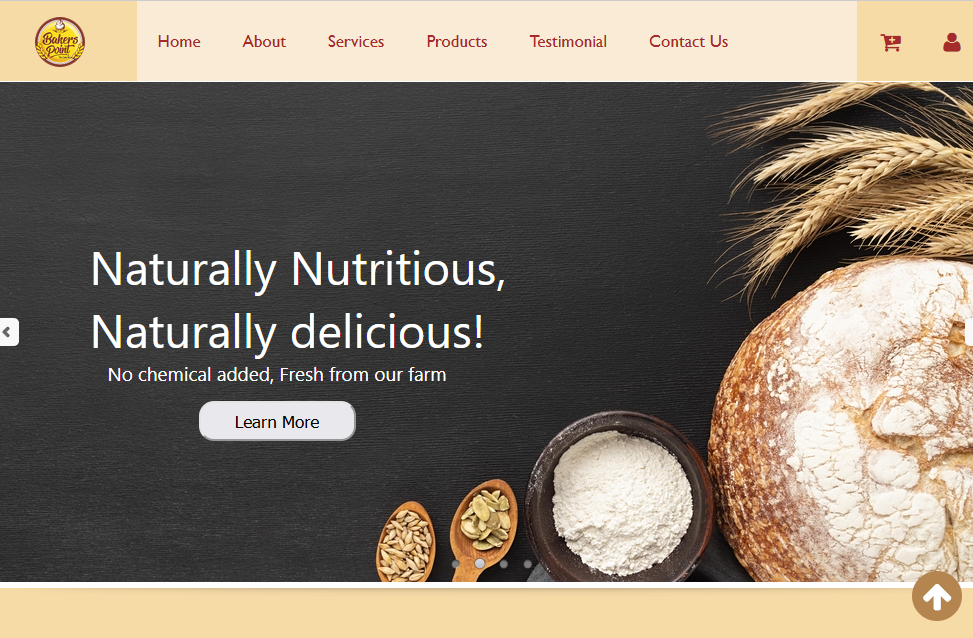 Bakers
Point
Home About Services Products Testimonial Contact Us
Naturally Nutritious,
Naturally delicious!
No chemical added, Fresh from our farm
Learn More